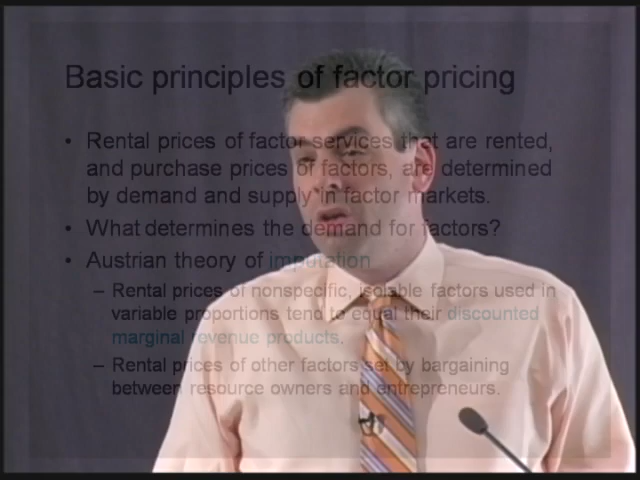 Basic principles of factor pricing
• Rental prices of factor services that are rented,
and purchase prices of factors, are determined
by demand and supply in factor markets.
• What determines the demand for factors?
• Austrian theory of imputation
– Rental prices of nonspecific, isolable factors used in
variable proportions tend to equal their discounted
marginal revenue products.
– Rental prices of other factors set by bargaining
between resource owners and entrepreneurs.